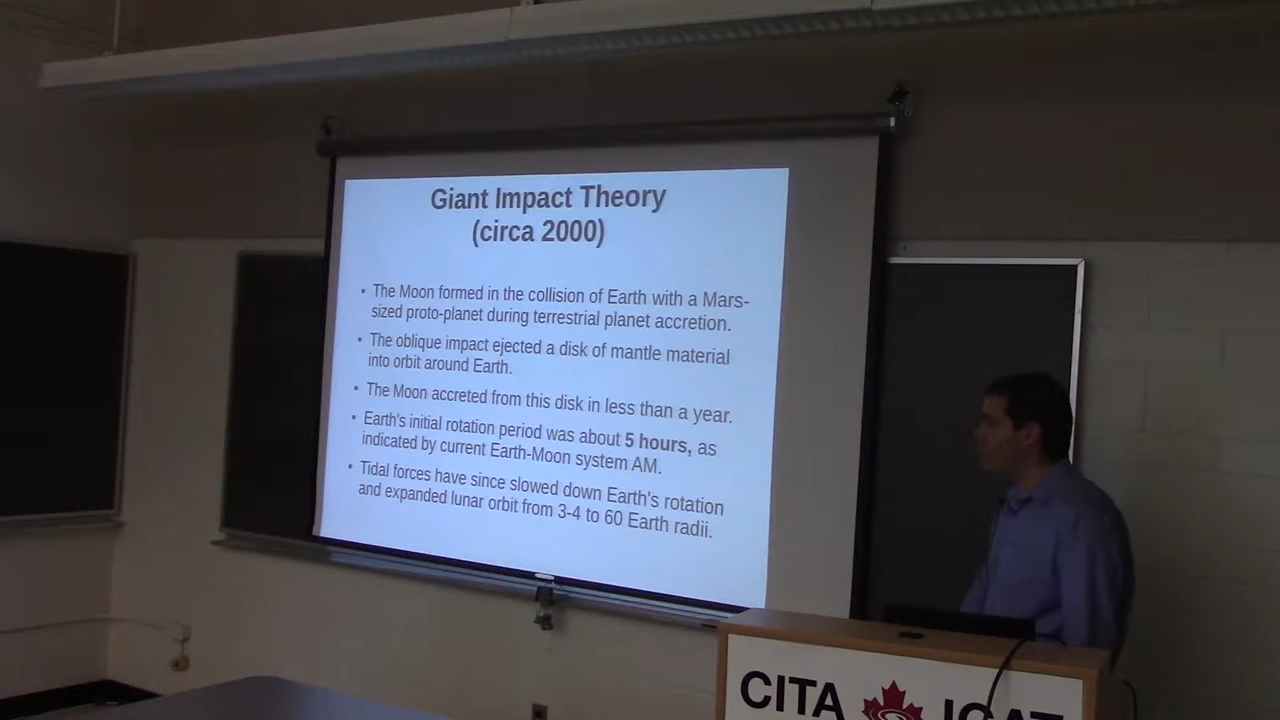 Giant Impact Theory
(circa 2000)
• The Moon formed in the collision of Earth with a Mars-
sized proto-planet during terrestrial planet accretion.
• The oblique impact ejected a disk of mantle material
into orbit around Earth.
• The Moon accreted from this disk in less than a year.
• Earth's initial rotation period was about 5 hours, as
indicated by current Earth-Moon system AM.
• Tidal forces have since slowed down Earth's rotation
and expanded lunar orbit from 3-4 to 60 Earth radii.
CITA ICAT